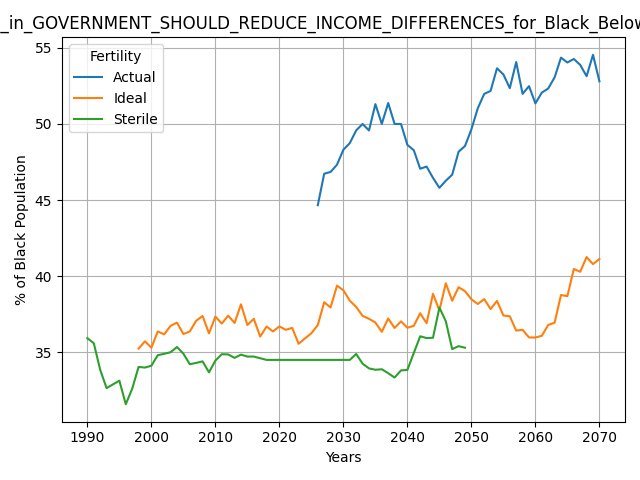 _in_GOVERNMENT_SHOULD_REDUCE_INCOME_DIFFERENCES_for_Black_Below
Fertility
Actual
Ideal
Sterile
% of Black Population
55
50
45
40
35
1990 2000 2010 2020 2030 2040 2050 2060 2070
Years